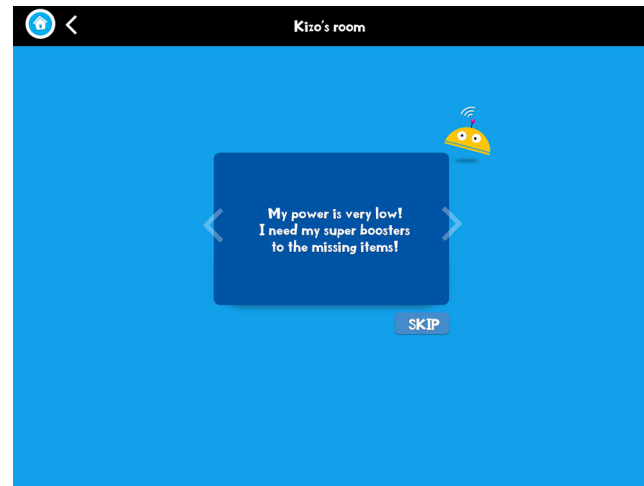 Kizo's room
My power is very low!
I need my super boosters
to the missing items!
SKIP